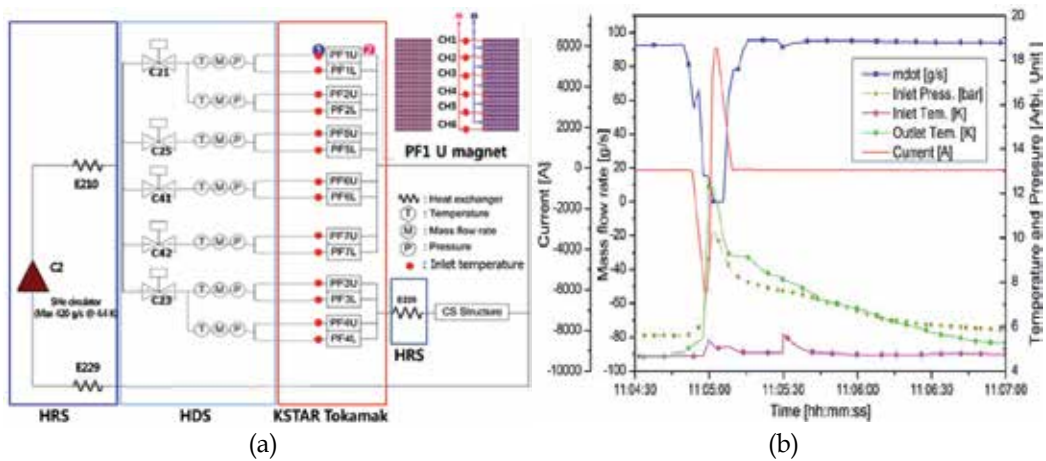 CH1
CH2
CH3
CH4
CH5
CH6
PF1 U magnet
C21
C25
C41
C42
C23
T M P
T M P
T M P
T M P
T M P
T M P
T M P
1
2
PF1U
PF1L
PF2U
PF2L
PF5U
PF5L
PF6U
PF6L
PF7U
PF7L
PF3U
PF3L
PF4U
PF4L
: Heat exchanger
T : Temperature
M : Mass flow rate
P : Pressure
: Inlet temperature
E210
C2
SHe circulator
E229
CS Structure
HRS
HRS
HDS
KSTAR Tokamak
(a)
Current [A]
6000
4000
2000
0
-2000
-4000
-6000
-8000
-10000
Mass flow rate [g/s]
100
80
60
40
20
0
-20
-40
-60
-80
-100
mdot [g/s]
Inlet Press. [bar]
Inlet Tem. [K]
Outlet Tem. [K]
Current [A]
20
18
16
14
12
10
8
6
4
Temperature and Pressure [Arbi. Unit]
11:04:30 11:05:00 11:05:30 11:06:00 11:06:30 11:07:00
Time [hh:mm:ss]
(b)